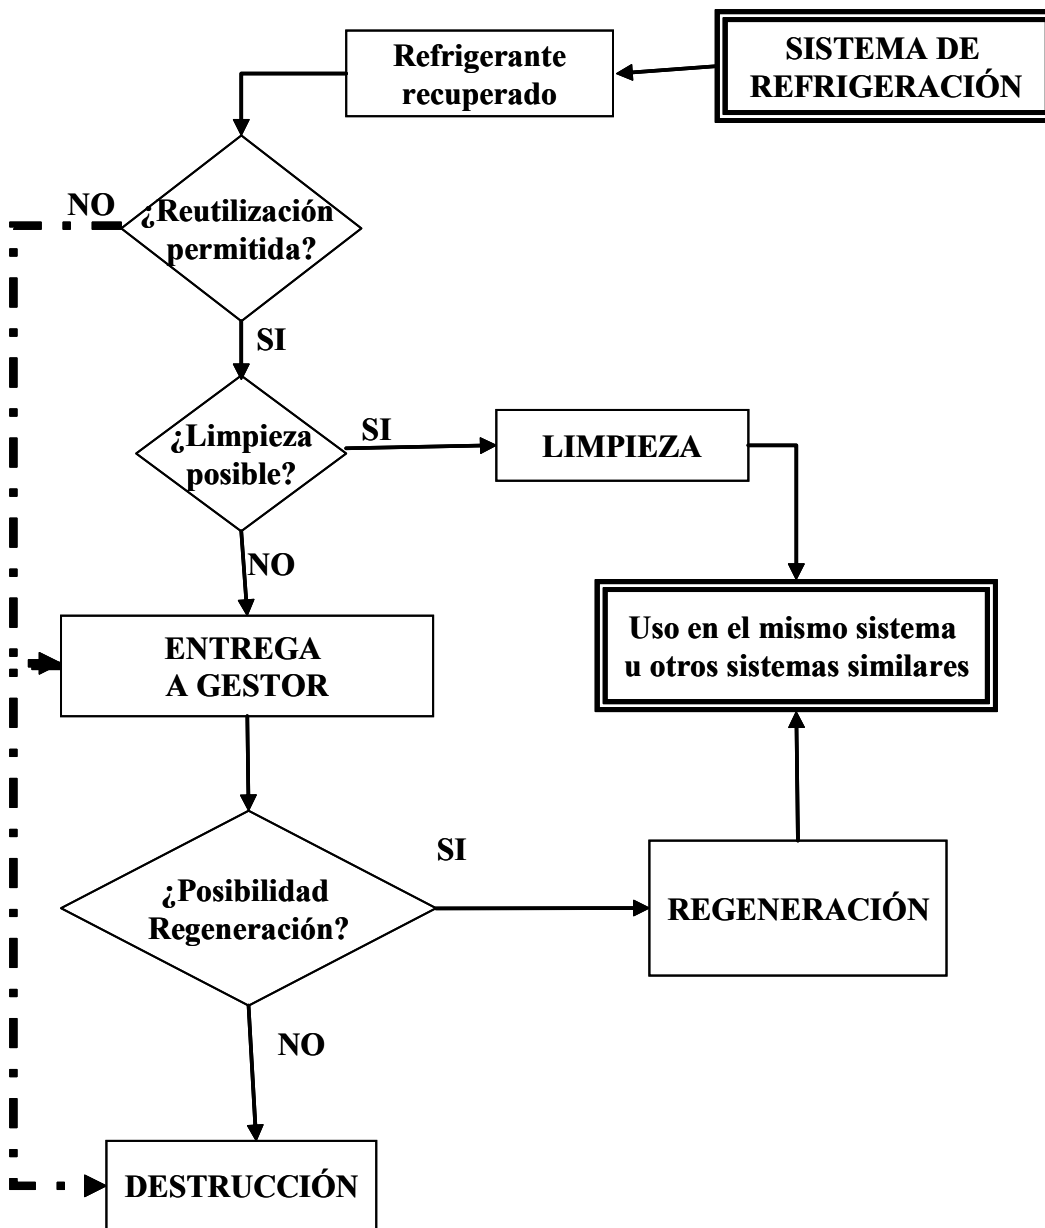 Refrigerante
recuperado
SISTEMA DE
REFRIGERACIÓN
NO
¿Reutilización
permitida?
SI
¿Limpieza
posible?
SI
LIMPIEZA
NO
Uso en el mismo sistema
u otros sistemas similares
ENTREGA
A GESTOR
¿Posibilidad
Regeneración?
SI
REGENERACIÓN
NO
DESTRUCCIÓN